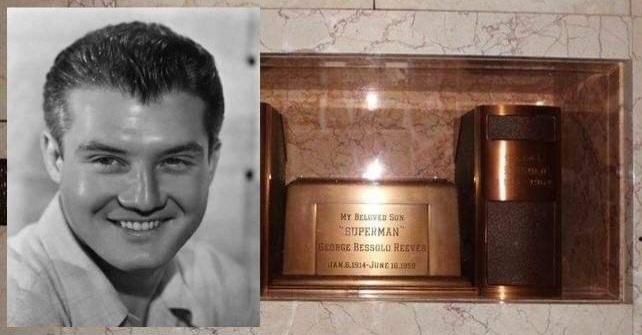 MY BELOVED SON
"SUPERMAN"
GEORGE BESSOLO REEVES
JAN.6,1914-JUNE 16,1959